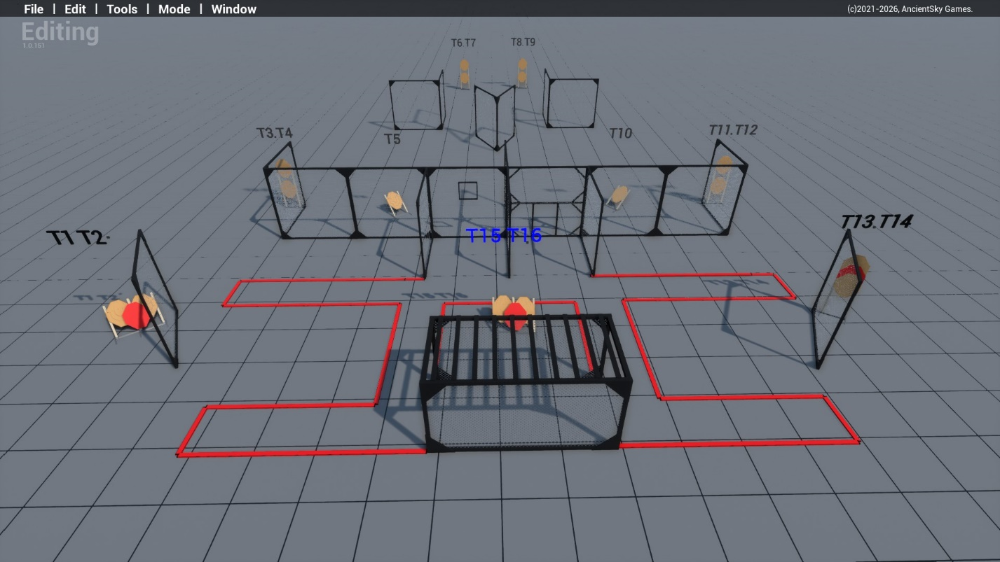 File | Edit | Tools | Mode | Window
(c)2021-2026, AncientSky Games.
Editing
1.0.151
T6.T7
T8.T9
T3.T4
T5
T10
T11.T12
T1 T2-
T15 T16
T13.T14